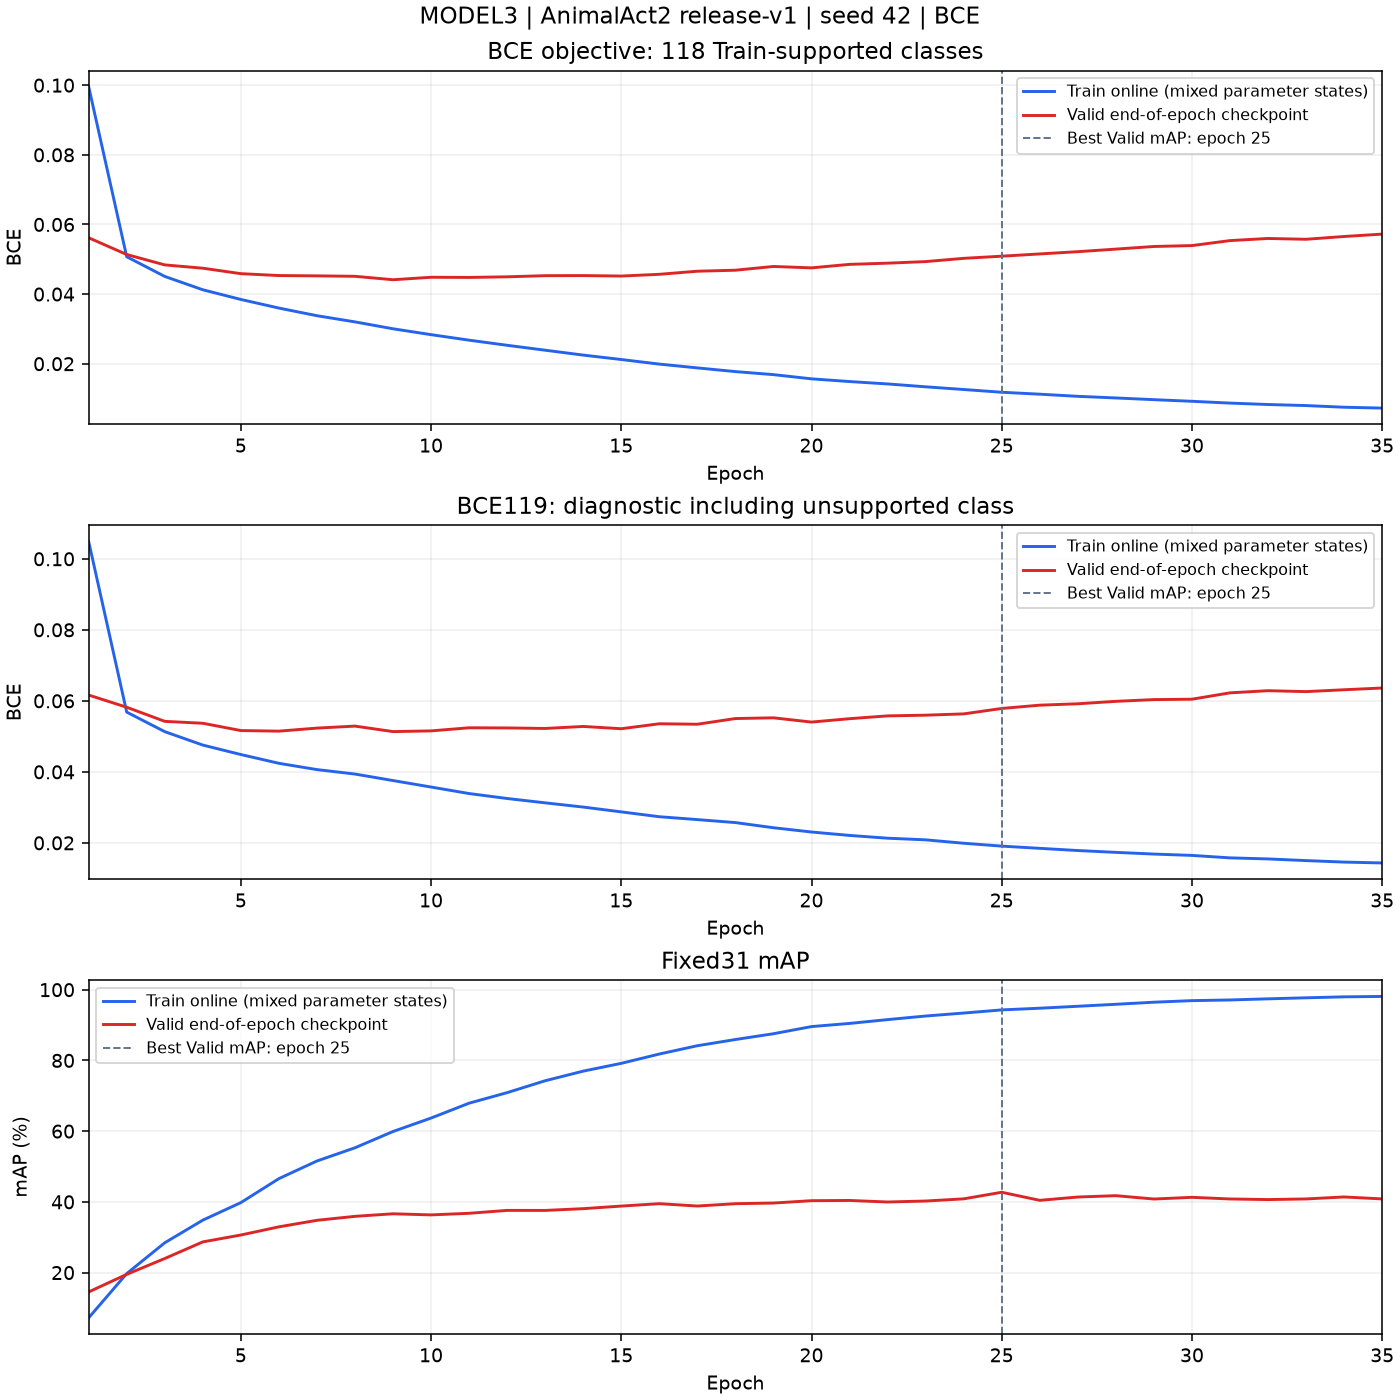 MODEL3 | AnimalAct2 release-v1 | seed 42 | BCE
BCE objective: 118 Train-supported classes
Train online (mixed parameter states)
Valid end-of-epoch checkpoint
Best Valid mAP: epoch 25
BCE
0.10
0.08
0.06
0.04
0.02
5 10 15 20 25 30 35
Epoch
BCE119: diagnostic including unsupported class
Train online (mixed parameter states)
Valid end-of-epoch checkpoint
Best Valid mAP: epoch 25
BCE
0.10
0.08
0.06
0.04
0.02
5 10 15 20 25 30 35
Epoch
Fixed31 mAP
Train online (mixed parameter states)
Valid end-of-epoch checkpoint
Best Valid mAP: epoch 25
mAP (%)
100
80
60
40
20
5 10 15 20 25 30 35
Epoch